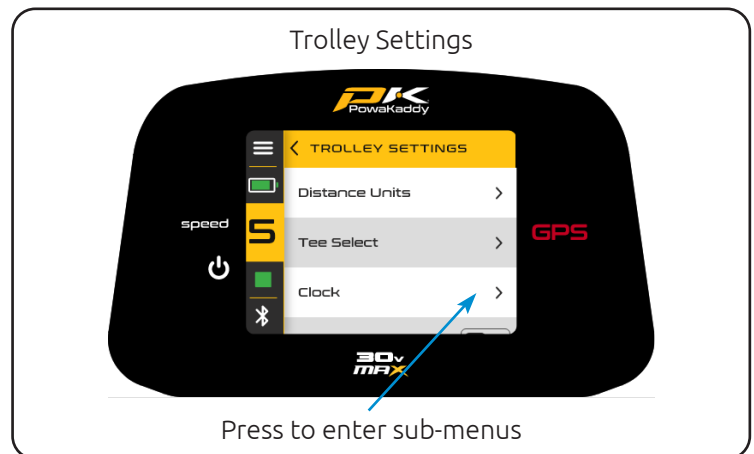 Trolley Settings
PowaKaddy
TROLLEY SETTINGS
Distance Units
speed
5
Tee Select
GPS
Clock
30v
MAX
Press to enter sub-menus